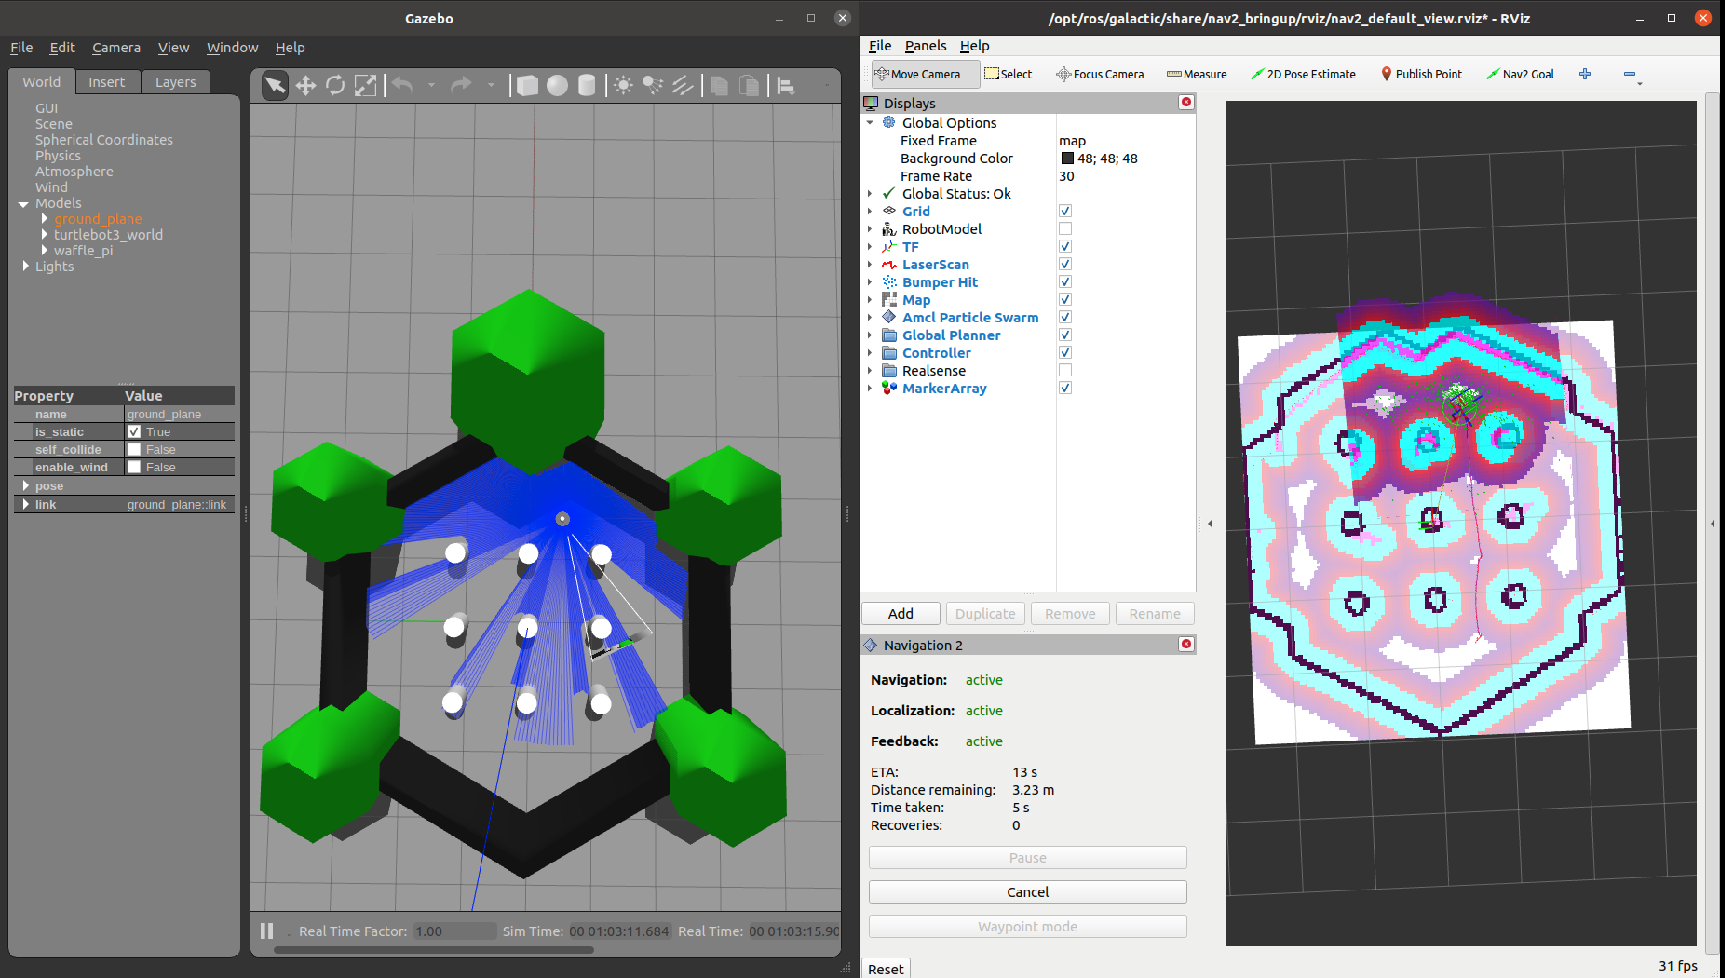 Gazebo
File Edit Camera View Window Help
World Insert Layers
GUI
Scene
Spherical Coordinates
Physics
Atmosphere
Wind
Models
ground_plane
turtlebot3_world
waffle_pi
Lights
Property Value
name ground_plane
is_static True
self_collide False
enable_wind False
pose
link ground_plane::link
Real Time Factor: 1.00 Sim Time: 00 01:03:11.684 Real Time: 00 01:03:15.90
/opt/ros/galactic/share/nav2_bringup/rviz/nav2_default_view.rviz* - RViz
File Panels Help
Move Camera Select Focus Camera Measure 2D Pose Estimate Publish Point Nav2 Goal
Displays
Global Options
Fixed Frame map
Background Color 48; 48; 48
Frame Rate 30
Global Status: Ok
Grid
RobotModel
TF
LaserScan
Bumper Hit
Map
Amcl Particle Swarm
Global Planner
Controller
Realsense
MarkerArray
Add Duplicate Remove Rename
Navigation 2
Navigation: active
Localization: active
Feedback: active
ETA: 13 s
Distance remaining: 3.23 m
Time taken: 5 s
Recoveries: 0
Pause
Cancel
Waypoint mode
Reset
31 fps